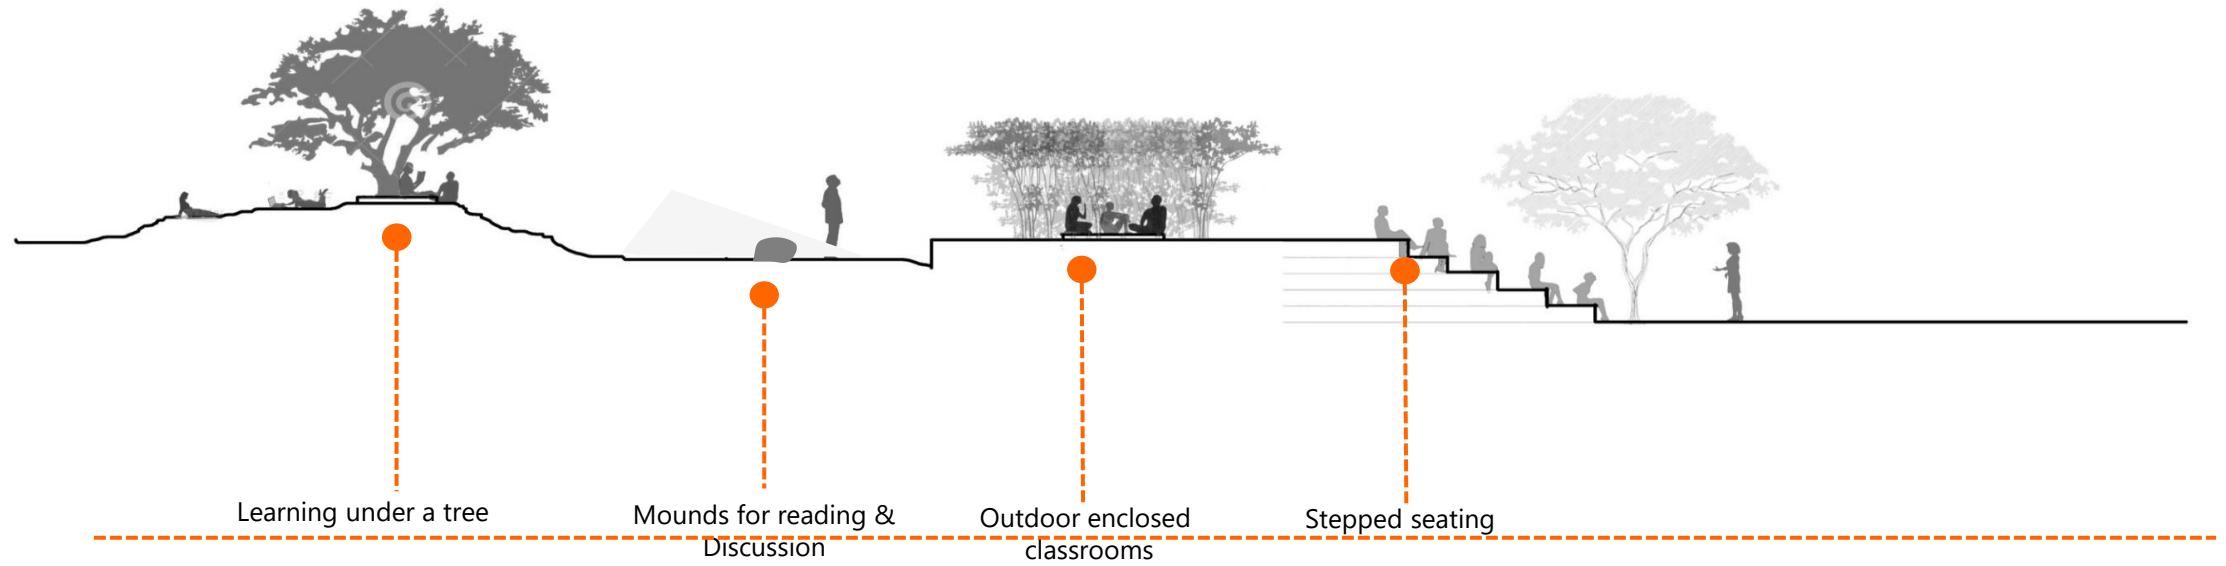 Learning under a tree
Mounds for reading &
Discussion
Outdoor enclosed
classrooms
Stepped seating